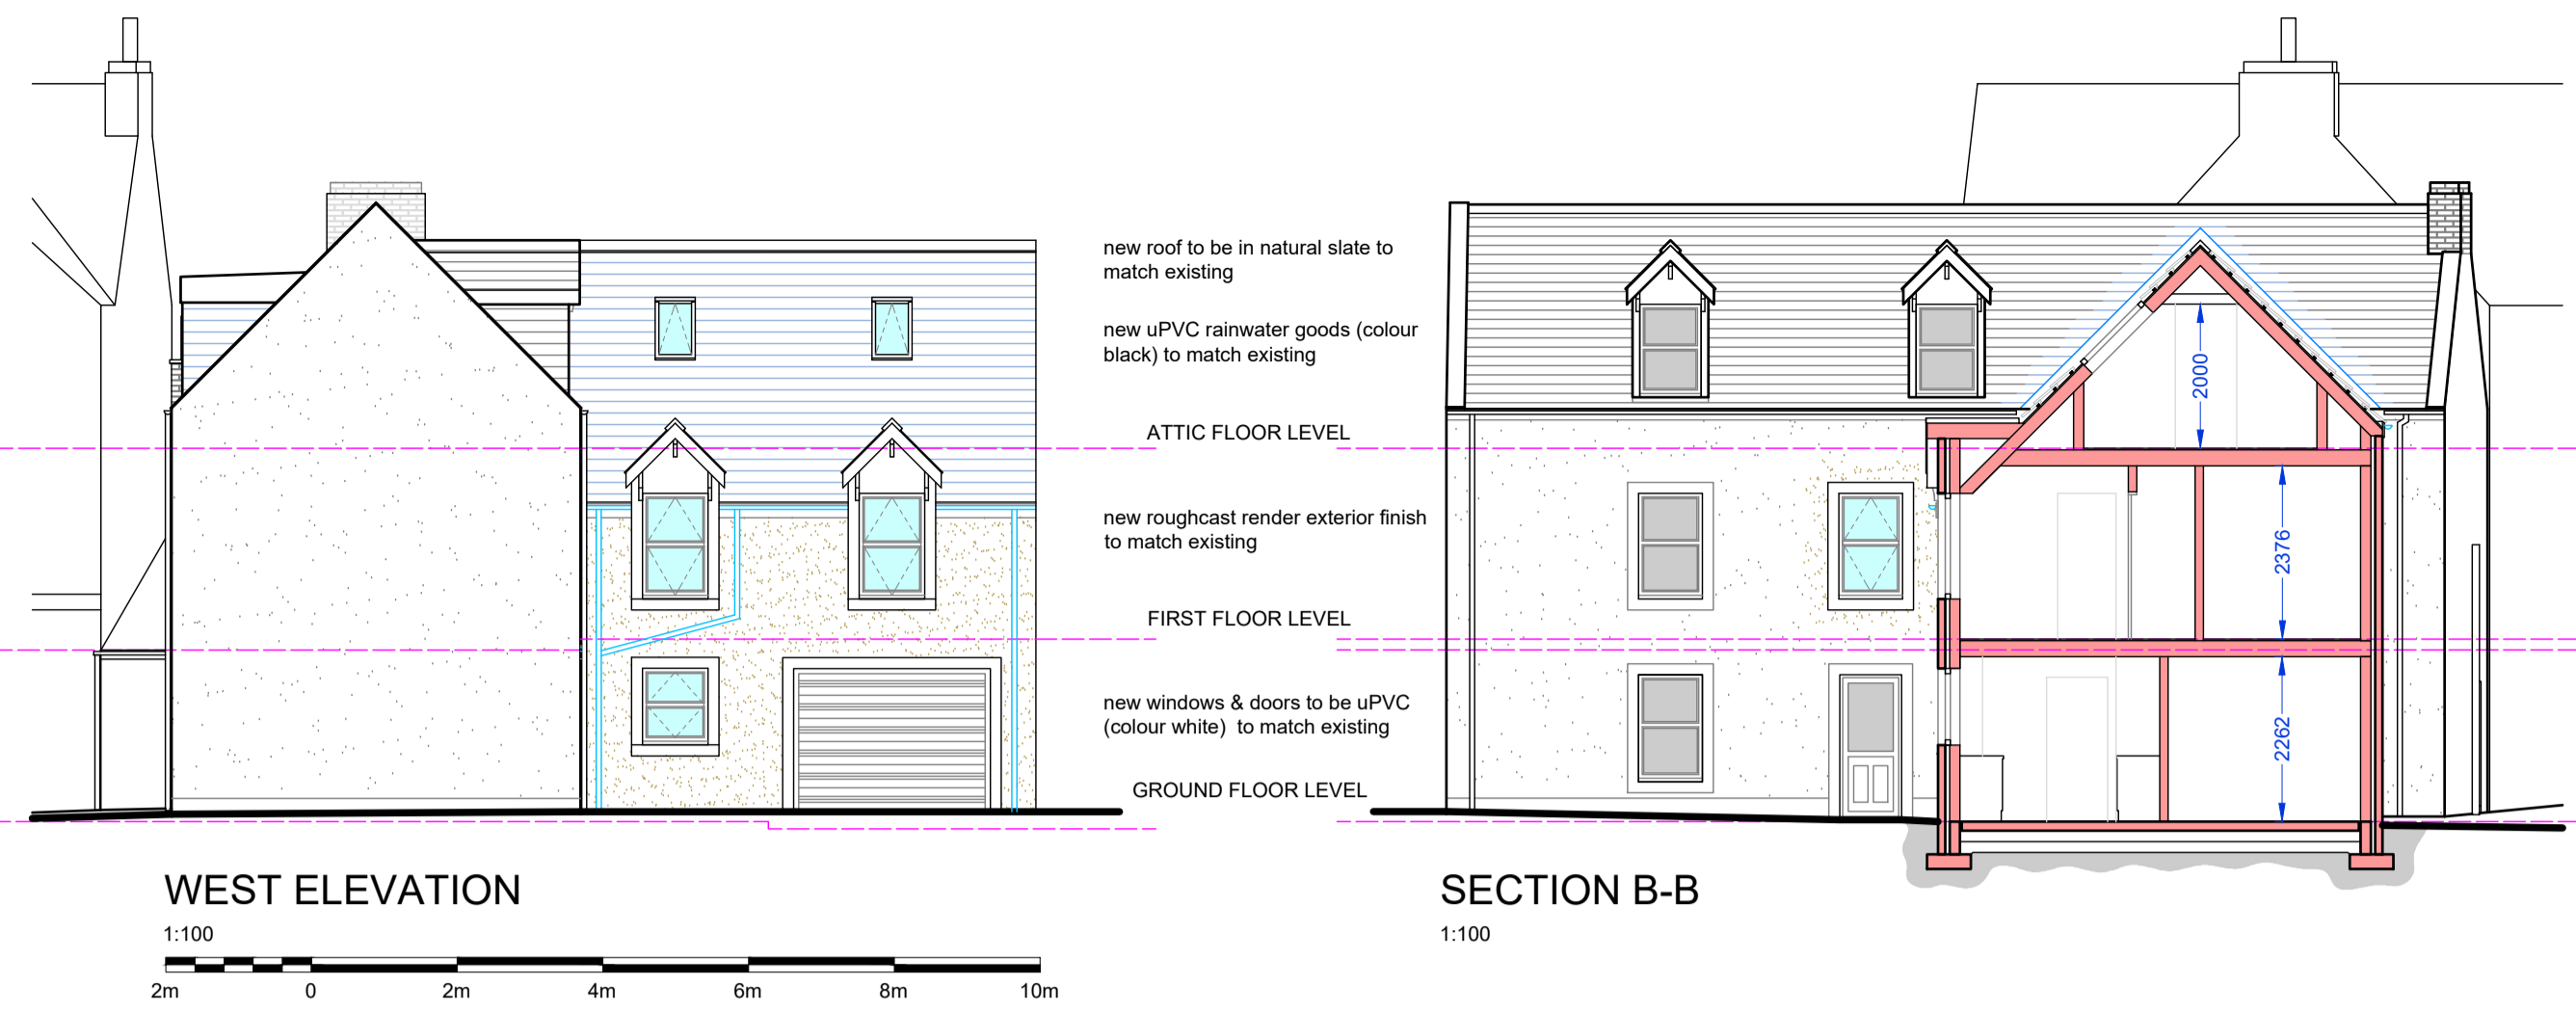 new roof to be in natural slate to
match existing
new uPVC rainwater goods (colour
black) to match existing
ATTIC FLOOR LEVEL
new roughcast render exterior finish
to match existing
FIRST FLOOR LEVEL
new windows & doors to be uPVC
(colour white) to match existing
GROUND FLOOR LEVEL
2000
2376
2262
WEST ELEVATION
1:100
2m 0 2m 4m 6m 8m 10m
SECTION B-B
1:100